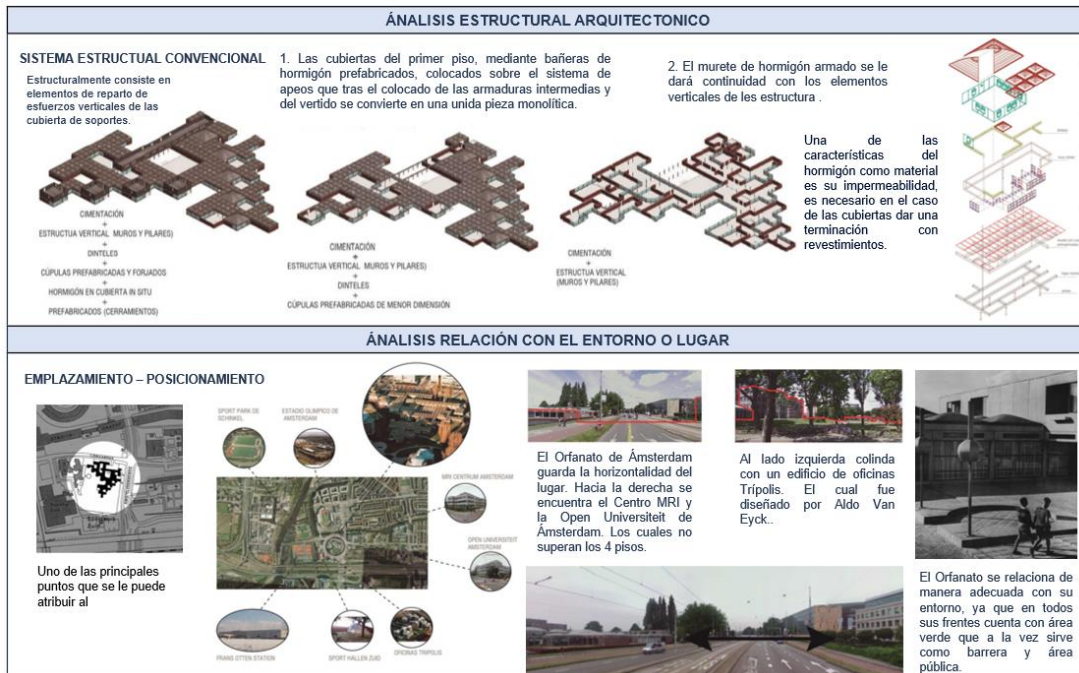 ÁNALISIS ESTRUCTURAL ARQUITECTONICO
SISTEMA ESTRUCTUAL CONVENCIONAL
Estructuralmente consiste en
elementos de reparto de
esfuerzos verticales de las
cubierta de soportes.
CIMENTACIÓN
+
ESTRUCTUA VERTICAL MUROS Y PILARES)
+
DINTELES
+
CÚPULAS PREFABRICADAS Y FORJADOS
+
HORMIGÓN EN CUBIERTA IN SITU
+
PREFABRICADOS (CERRAMIENTOS)
1. Las cubiertas del primer piso, mediante bañeras de
hormigón prefabricados, colocados sobre el sistema de
apeos que tras el colocado de las armaduras intermedias y
del vertido se convierte en una unida pieza monolítica.
CIMENTACIÓN
+
ESTRUCTUA VERTICAL MUROS Y PILARES)
+
DINTELES
+
CÚPULAS PREFABRICADAS DE MENOR DIMENSIÓN
2. El murete de hormigón armado se le
dará continuidad con los elementos
verticales de les estructura .
CIMENTACIÓN
+
ESTRUCTUA VERTICAL
(MUROS Y PILARES)
Una de las
características del
hormigón como material
es su impermeabilidad,
es necesario en el caso
de las cubiertas dar una
terminación con
revestimientos.
ÁNALISIS RELACIÓN CON EL ENTORNO O LUGAR
EMPLAZAMIENTO – POSICIONAMIENTO
Uno de las principales
puntos que se le puede
atribuir al
SPORT PARK DE
SCHINKEL
ESTADIO OLIMPICO DE
AMSTERDAM
MRI CENTRUM AMSTERDAM
OPEN UNIVERSITEIT
AMSTERDAM
FRANS OTTEN STATION
SPORT HALLEN ZUID
OFICINAS TRIPOLIS
El Orfanato de Ámsterdam
guarda la horizontalidad del
lugar. Hacia la derecha se
encuentra el Centro MRI y
la Open Universiteit de
Ámsterdam. Los cuales no
superan los 4 pisos.
Al lado izquierda colinda
con un edificio de oficinas
Trípolis. El cual fue
diseñado por Aldo Van
Eyck..
El Orfanato se relaciona de
manera adecuada con su
entorno, ya que en todos
sus frentes cuenta con área
verde que a la vez sirve
como barrera y área
pública.